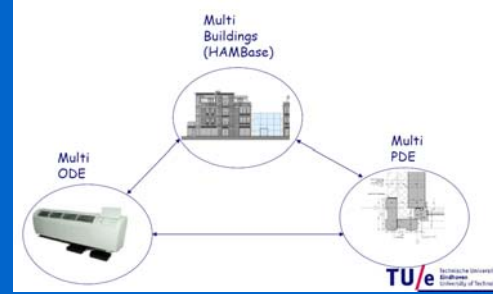 Multi
Buildings
(HAMBase)
Multi
ODE
Multi
PDE
TU/e
Technische Universiteit
Eindhoven
University of Technology